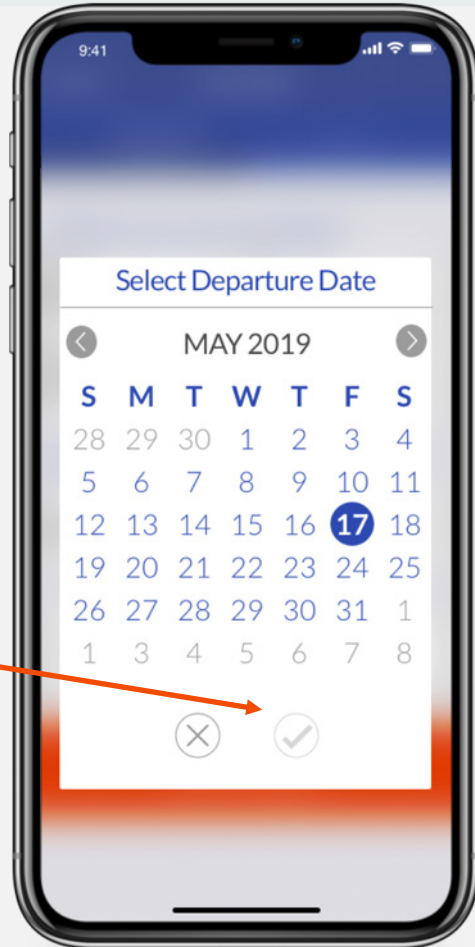 9:41
Select Departure Date
MAY 2019
S M T W T F S
28 29 30 1 2 3 4
5 6 7 8 9 10 11
12 13 14 15 16 17 18
19 20 21 22 23 24 25
26 27 28 29 30 31 1
1 3 4 5 6 7 8